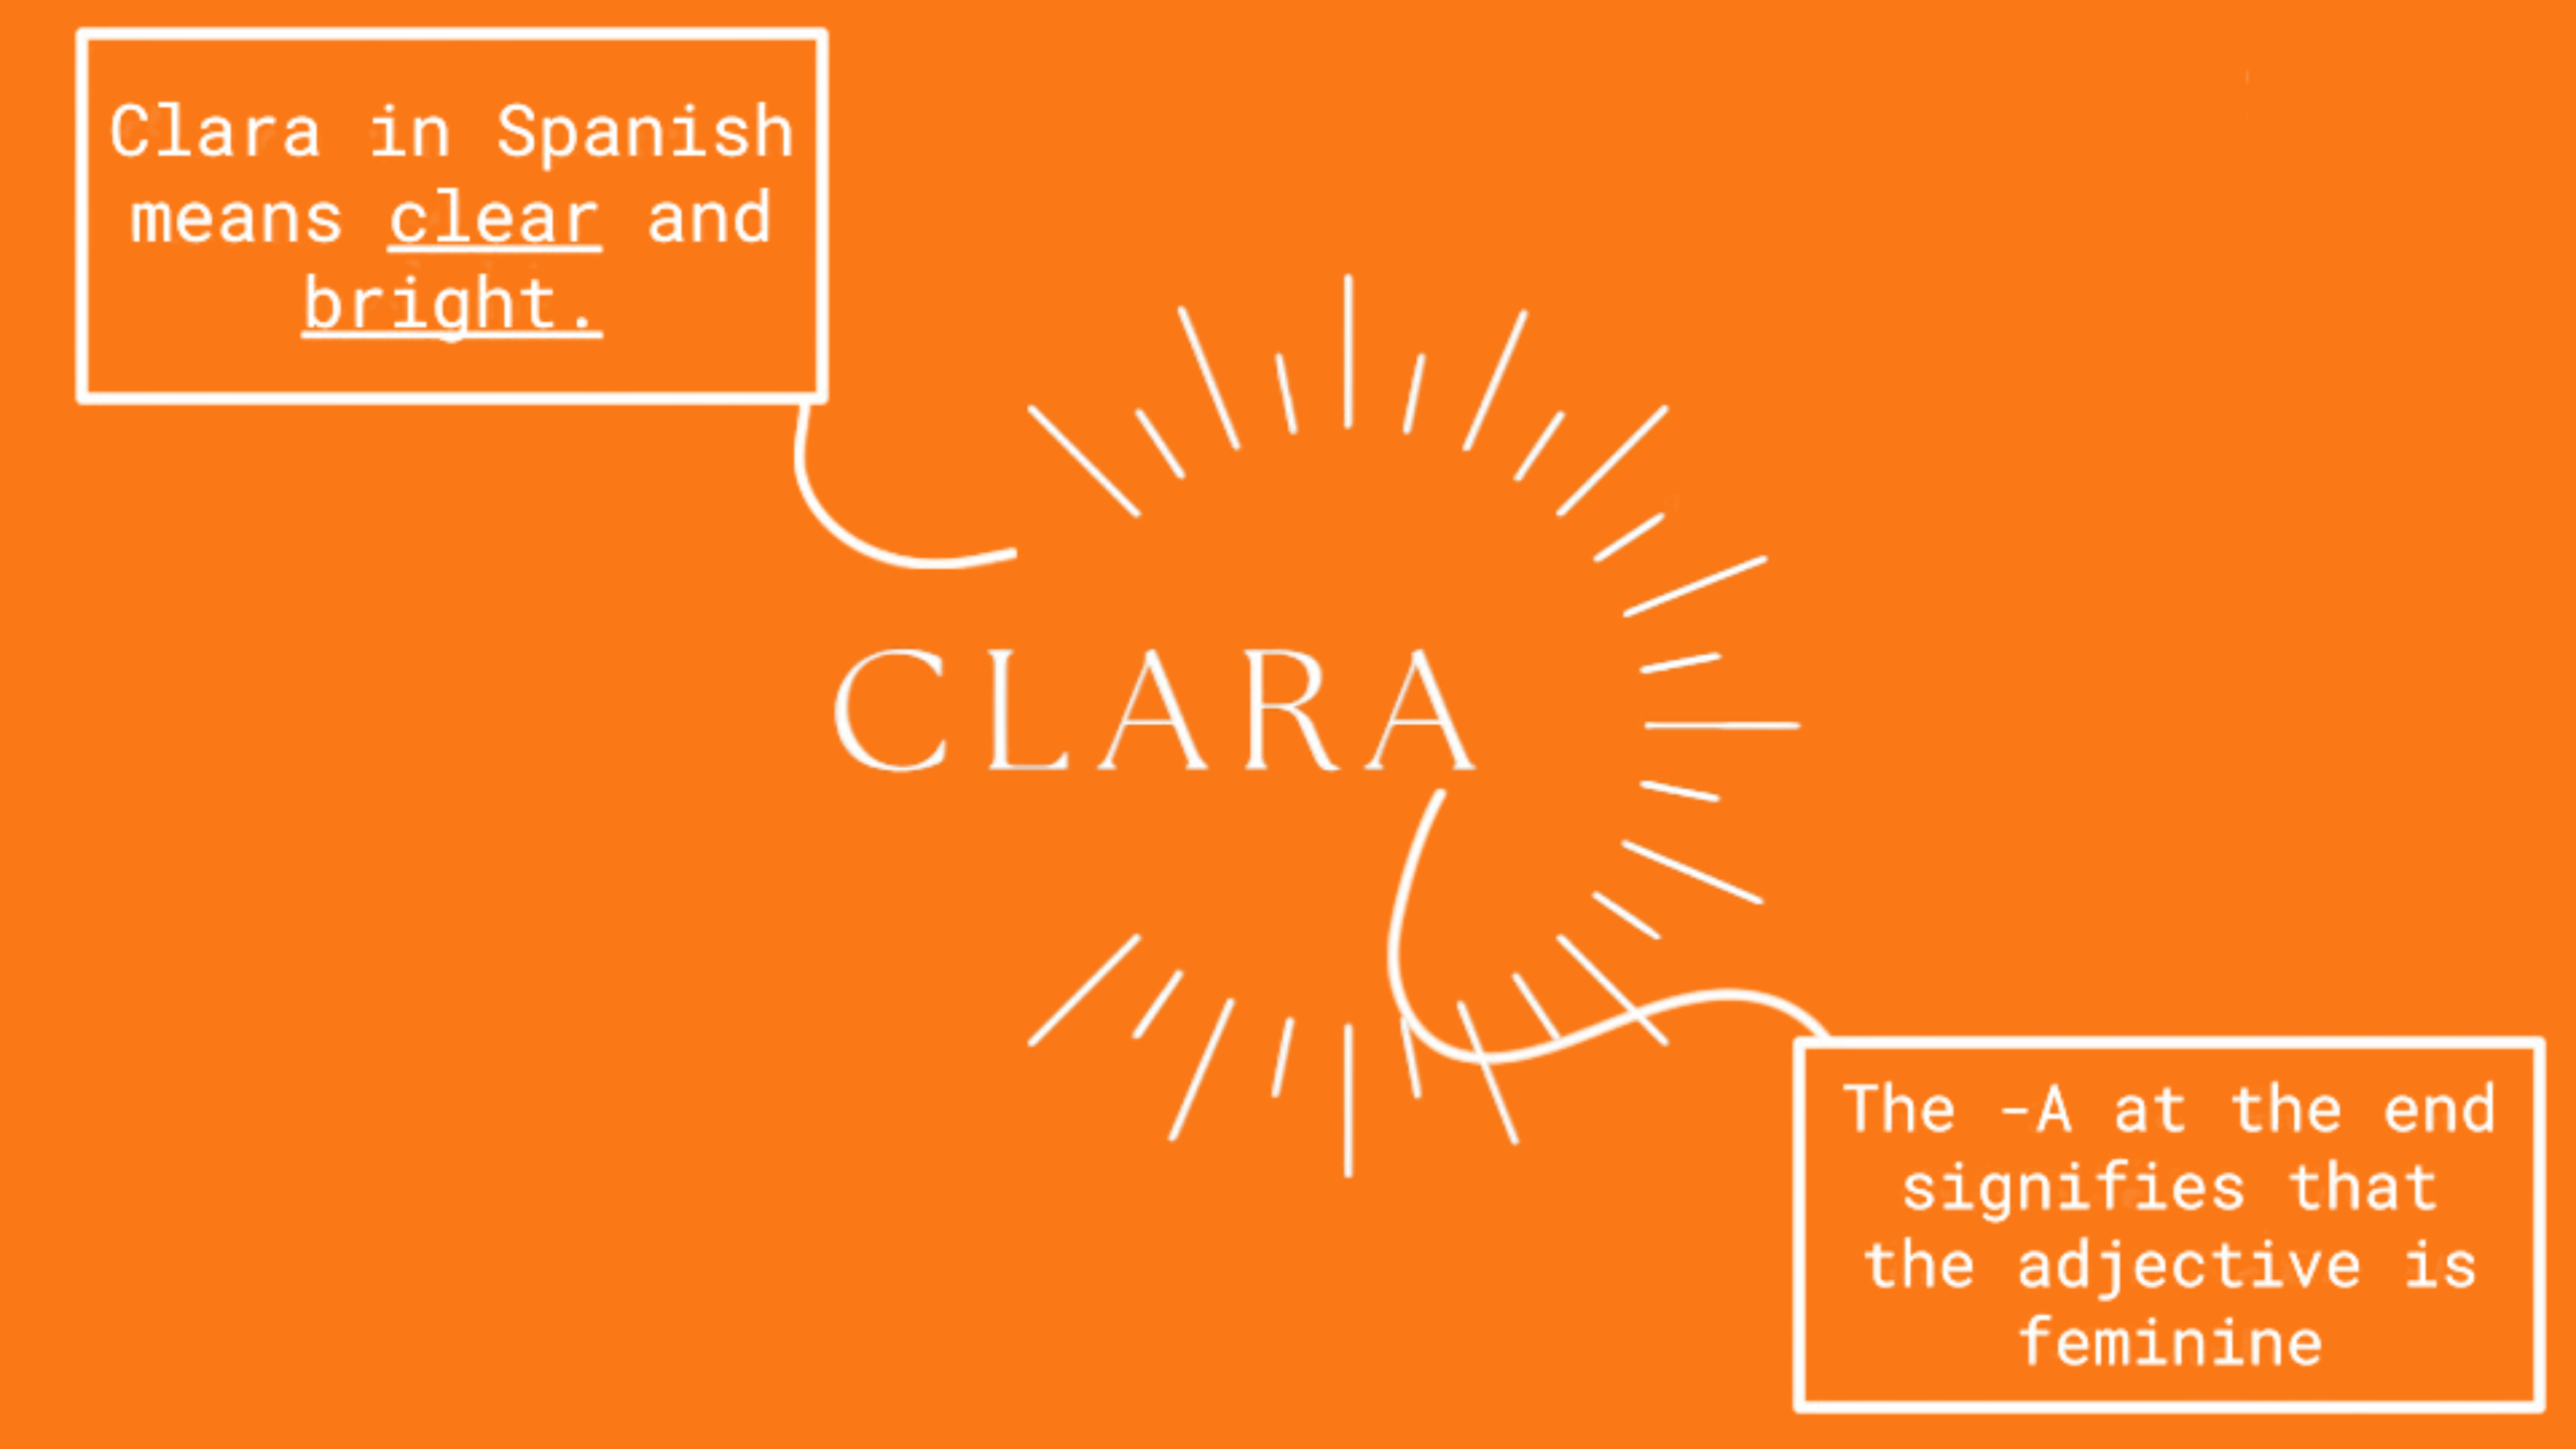 Clara in Spanish
means clear and
bright.
CLARA
The -A at the end
signifies that
the adjective is
feminine